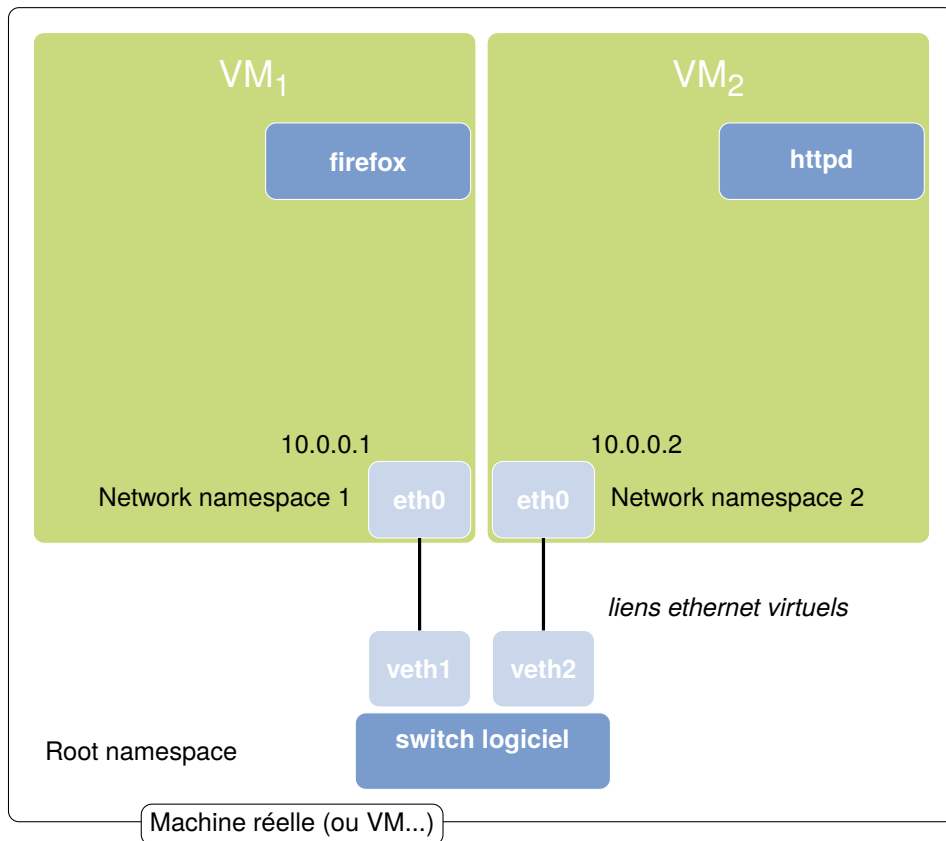 VM1
VM2
firefox
httpd
10.0.0.1
10.0.0.2
Network namespace 1
eth0
eth0
Network namespace 2
liens ethernet virtuels
veth1
veth2
switch logiciel
Root namespace
Machine réelle (ou VM...)